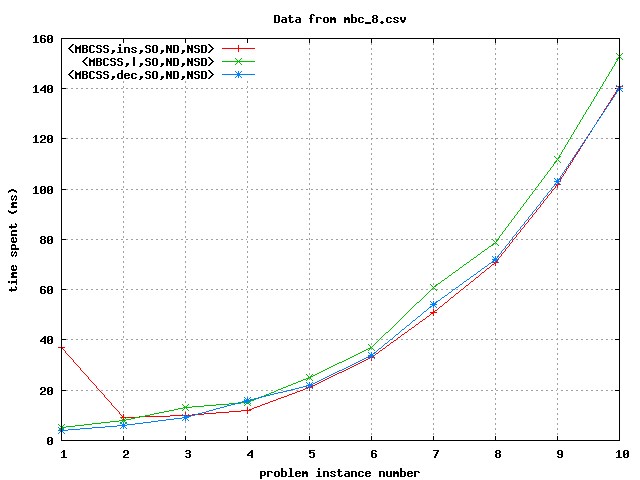 Data from mbc_8.csv
160
140
120
100
80
60
40
20
0
<MBCSS,ins,SO,ND,NSD>
<MBCSS,I,SO,ND,NSD>
<MBCSS,dec,SO,ND,NSD>
time spent (ms)
1 2 3 4 5 6 7 8 9 10
problem instance number